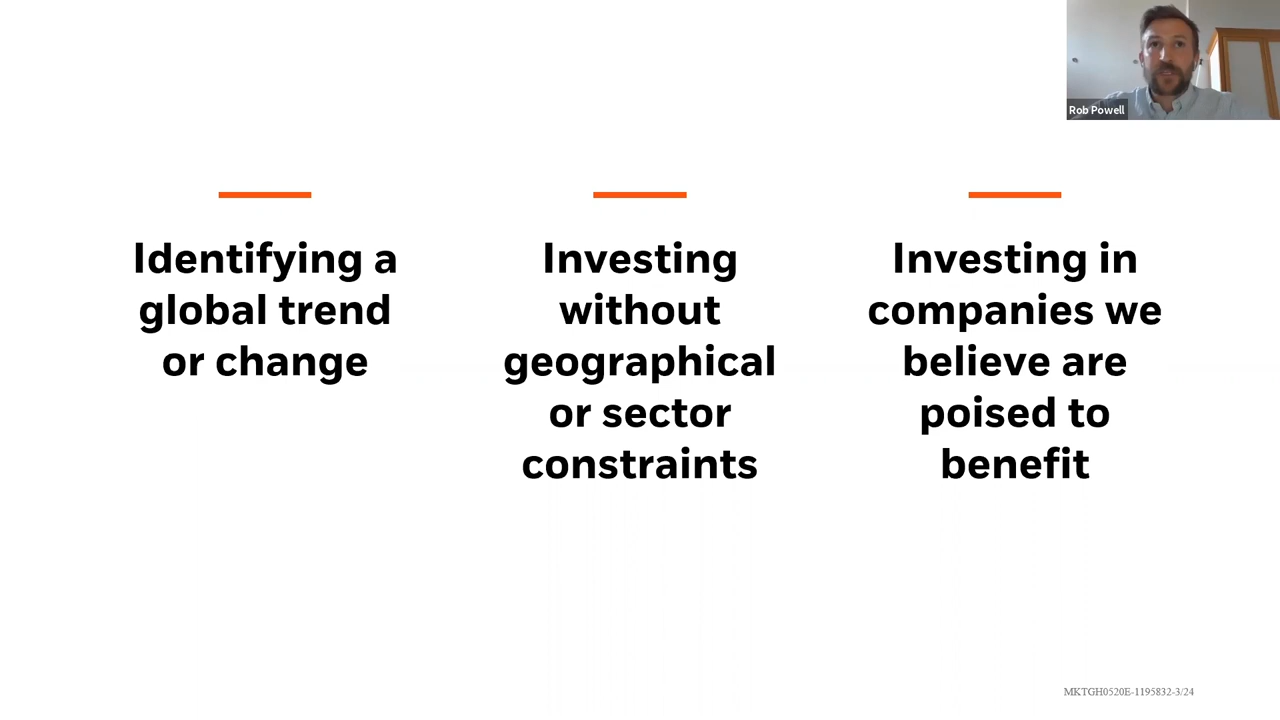 Rob Powell
Identifying a
global trend
or change
Investing
without
geographical
or sector
constraints
Investing in
companies we
believe are
poised to
benefit
MKTGH0520E-1195832-3/24